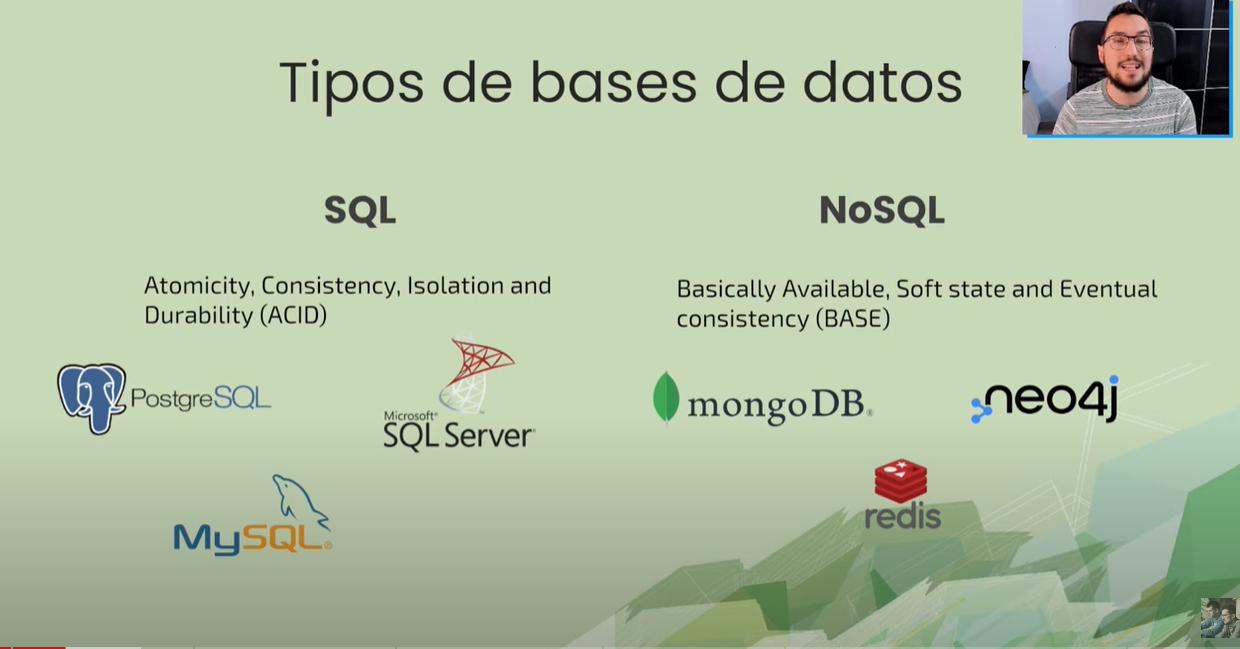 Tipos de bases de datos
SQL
NoSQL
Atomicity, Consistency, Isolation and
Durability (ACID)
Basically Available, Soft state and Eventual
consistency (BASE)
PostgreSQL
Microsoft®
SQL Server®
mongoDB®
neo4j
redis
MySQL®